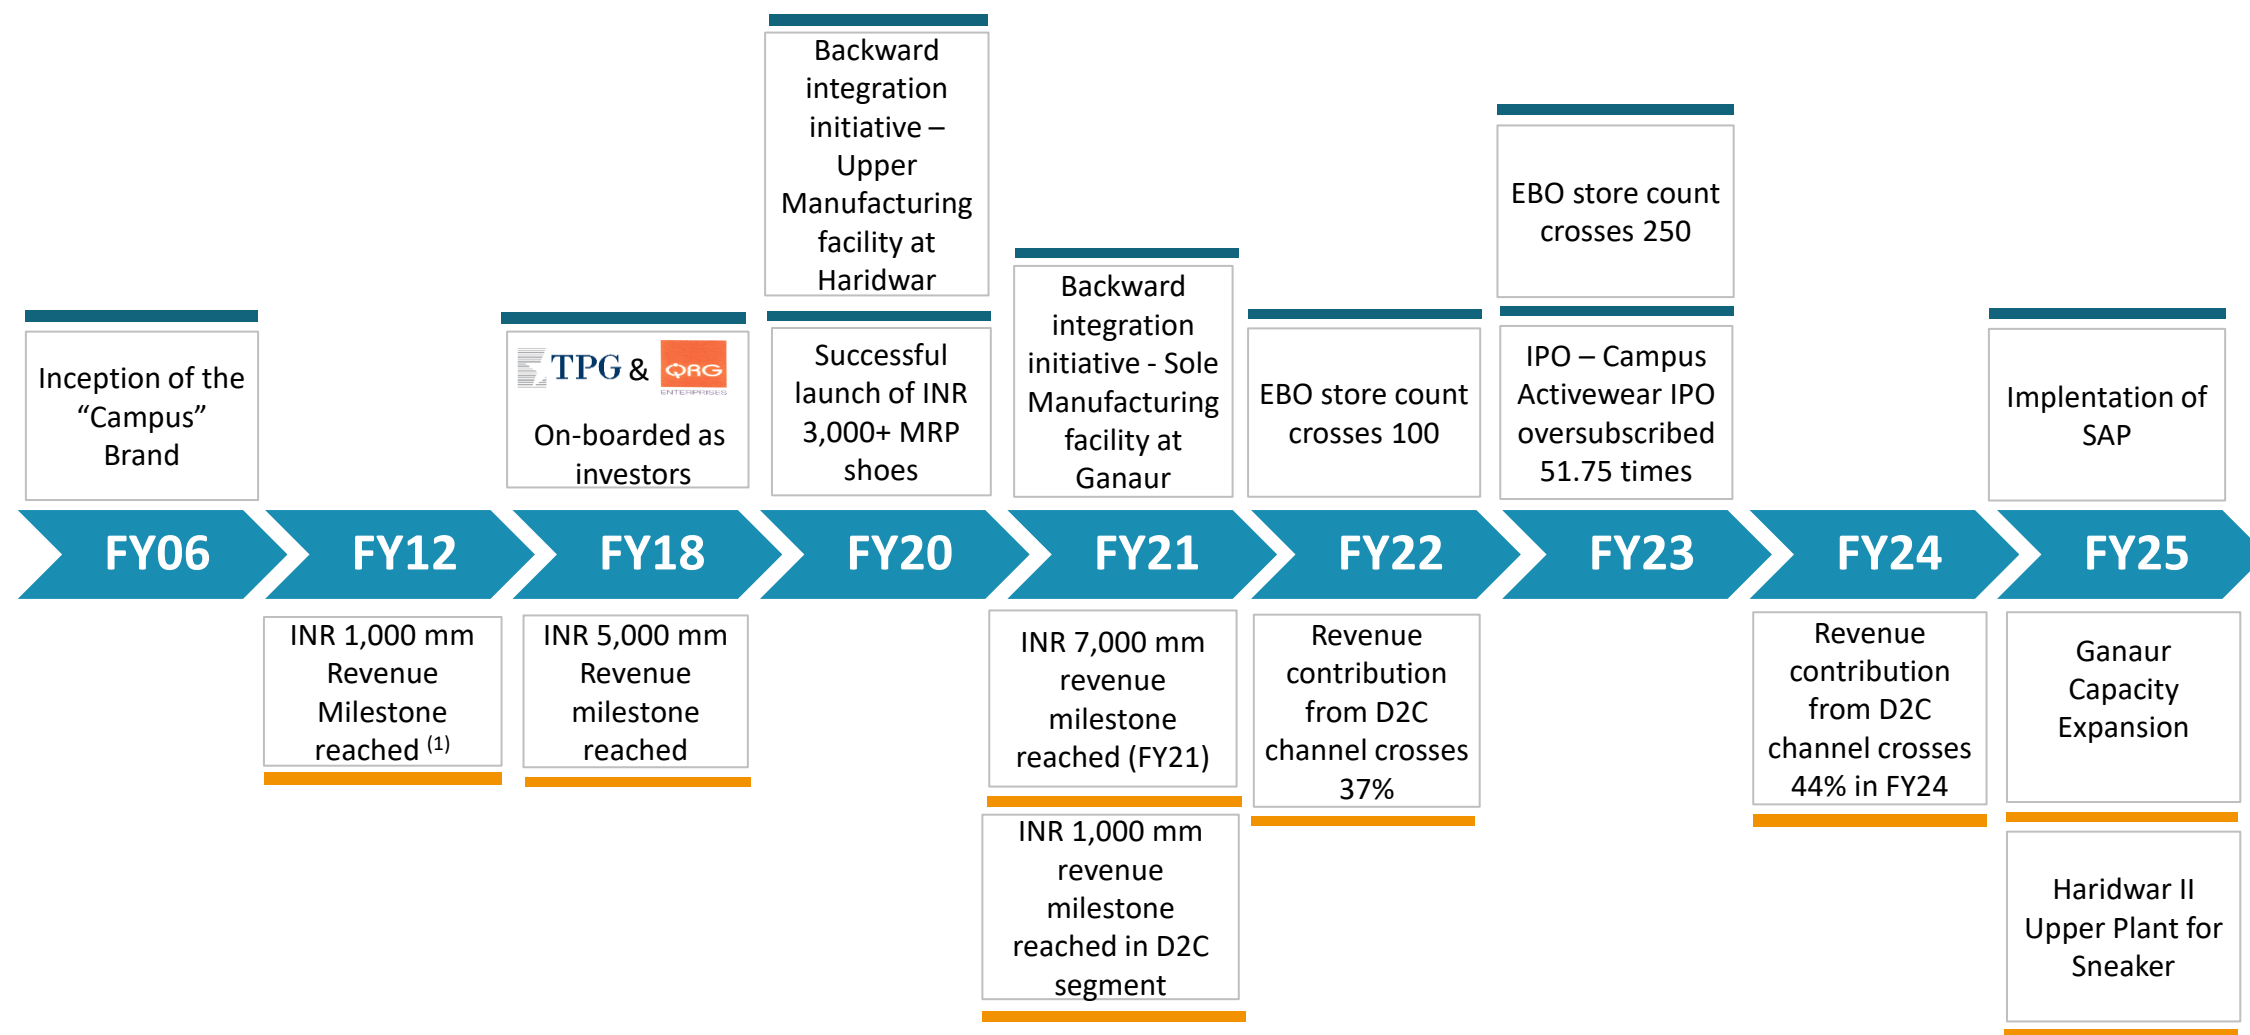 Backward
integration
initiative –
Upper
Manufacturing
facility at
Haridwar
EBO store count
crosses 250
Backward
integration
initiative - Sole
Manufacturing
facility at
Ganaur
Inception of the
“Campus”
Brand
TPG & QRG
ENTERPRISES
On-boarded as
investors
Successful
launch of INR
3,000+ MRP
shoes
EBO store count
crosses 100
IPO – Campus
Activewear IPO
oversubscribed
51.75 times
Implentation of
SAP
FY06 FY12 FY18 FY20 FY21 FY22 FY23 FY24 FY25
INR 1,000 mm
Revenue
Milestone
reached (1)
INR 5,000 mm
Revenue
milestone
reached
INR 7,000 mm
revenue
milestone
reached (FY21)
INR 1,000 mm
revenue
milestone
reached in D2C
segment
Revenue
contribution
from D2C
channel crosses
37%
Revenue
contribution
from D2C
channel crosses
44% in FY24
Ganaur
Capacity
Expansion
Haridwar II
Upper Plant for
Sneaker